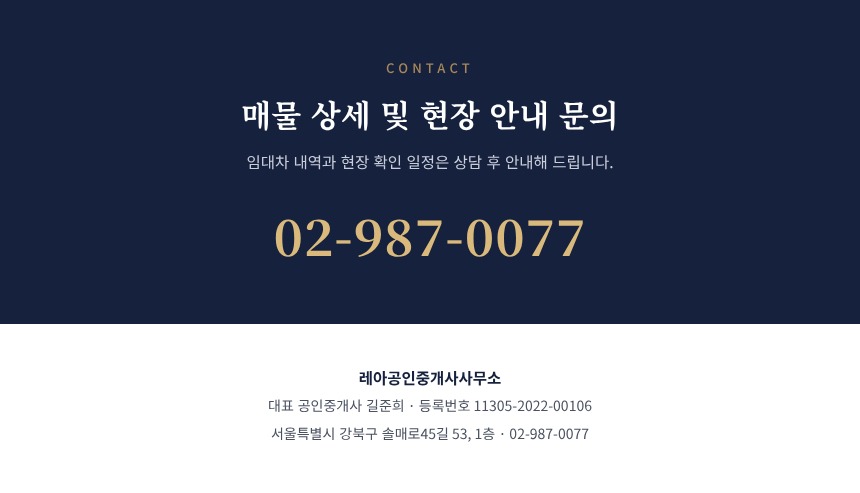 CONTACT
매물 상세 및 현장 안내 문의
임대차 내역과 현장 확인 일정은 상담 후 안내해 드립니다.
02-987-0077
레아공인중개사사무소
대표 공인중개사 길준희 · 등록번호 11305-2022-00106
서울특별시 강북구 솔매로45길 53, 1층 · 02-987-0077